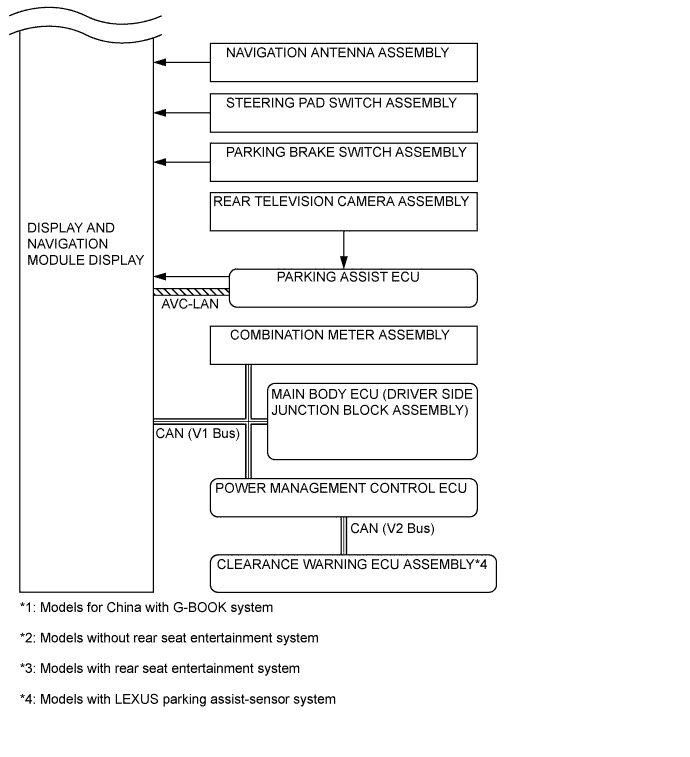 NAVIGATION ANTENNA ASSEMBLY
STEERING PAD SWITCH ASSEMBLY
PARKING BRAKE SWITCH ASSEMBLY
REAR TELEVISION CAMERA ASSEMBLY
DISPLAY AND
NAVIGATION
MODULE DISPLAY
PARKING ASSIST ECU
AVC-LAN
COMBINATION METER ASSEMBLY
MAIN BODY ECU (DRIVER SIDE
JUNCTION BLOCK ASSEMBLY)
CAN (V1 Bus)
POWER MANAGEMENT CONTROL ECU
CAN (V2 Bus)
CLEARANCE WARNING ECU ASSEMBLY*4
*1: Models for China with G-BOOK system
*2: Models without rear seat entertainment system
*3: Models with rear seat entertainment system
*4: Models with LEXUS parking assist-sensor system